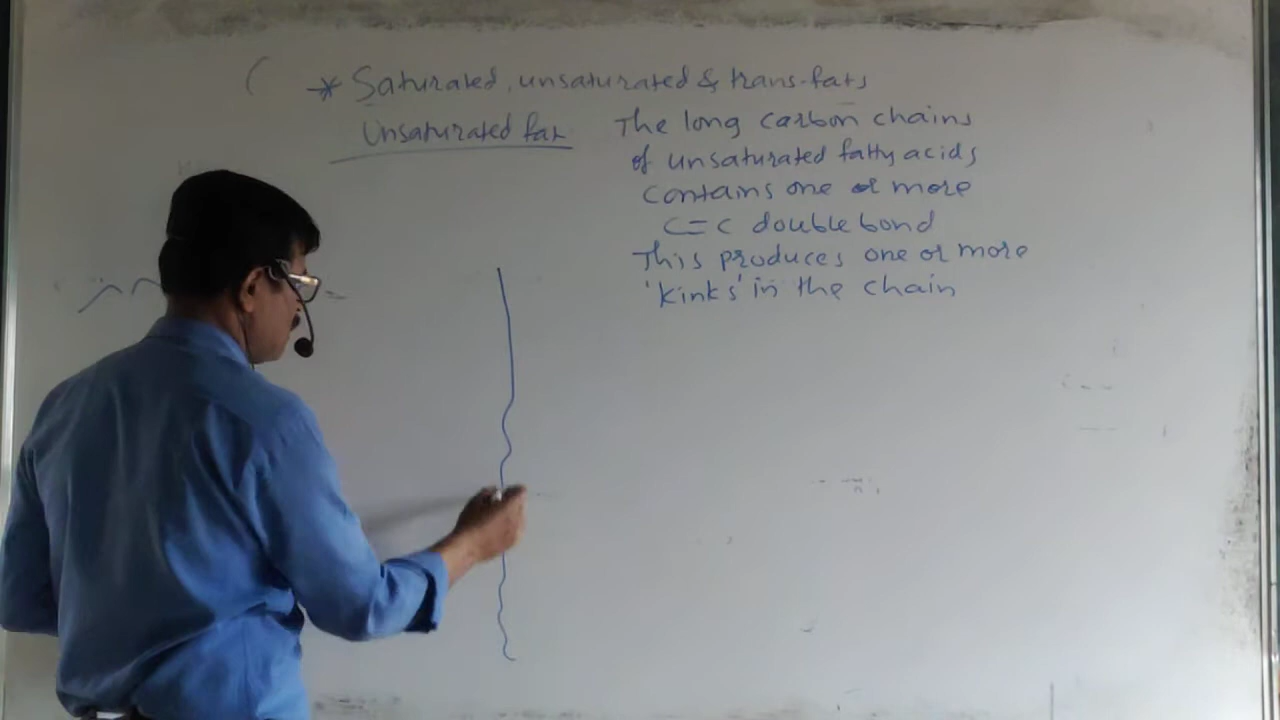 * Saturated, unsaturated & trans-fats
Unsaturated fat
The long carbon chains
of unsaturated fatty acids
contains one or more
C=C double bond
This produces one or more
'kinks' in the chain